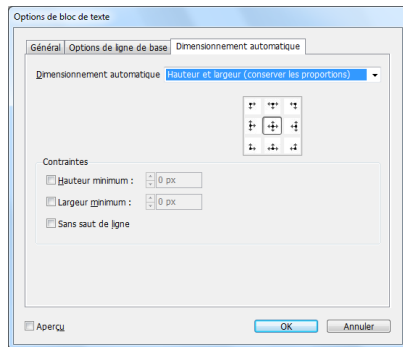 Options de bloc de texte
Général Options de ligne de base Dimensionnement automatique
Dimensionnement automatique Hauteur et largeur (conserver les proportions)
Contraintes
Hauteur minimum : 0 px
Largeur minimum : 0 px
Sans saut de ligne
Aperçu OK Annuler